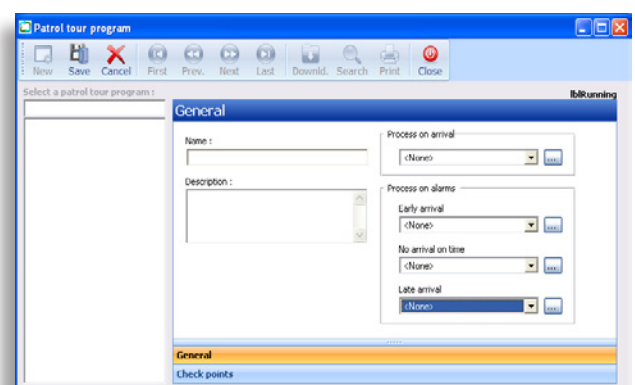 Patrol tour program
New Save Cancel First Prev. Next Last Downld. Search Print Close
Select a patrol tour program :
lblRunning
General
Name :
Process on arrival
<None>
Description :
Process on alarms
Early arrival
<None>
No arrival on time
<None>
Late arrival
<None>
General
Check points